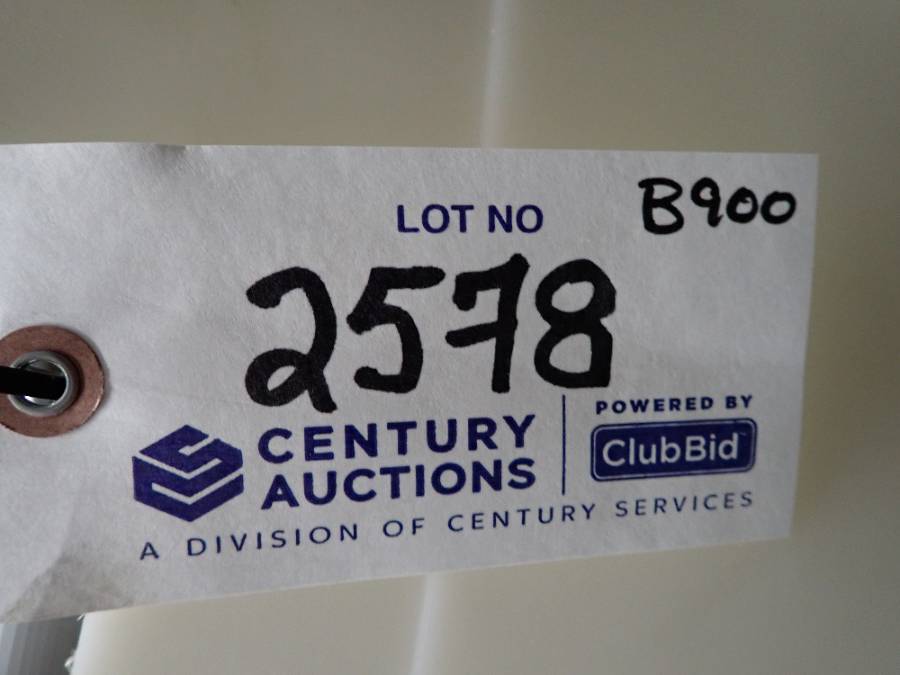 LOT NO B900
2578
CENTURY AUCTIONS
POWERED BY
ClubBid
A DIVISION OF CENTURY SERVICES